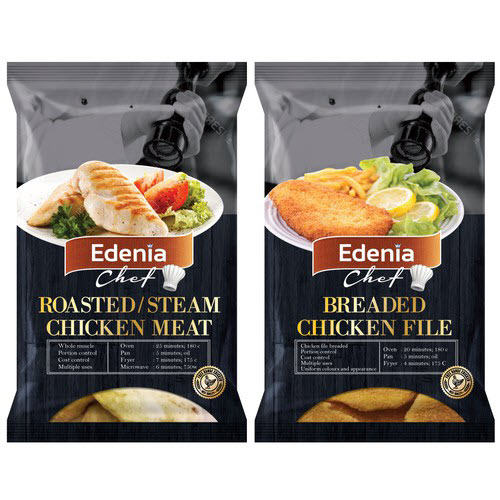 Edenia
Chef
ROASTED/STEAM
CHICKEN MEAT
Whole muscle
Portion control
Cost control
Multiple uses
Oven : 25 minutes; 180 c
Pan : 5 minutes; oil
Fryer : 7 minutes; 175 c
Microwave : 6 minutes; 750w
Edenia
Chef
BREADED
CHICKEN FILE
Chicken file breaded
Portion control
Cost control
Multiple uses
Uniform colours and appearance
Oven : 20 minutes; 180 c
Pan : 5 minutes; oil
Fryer : 4 minutes; 175 C